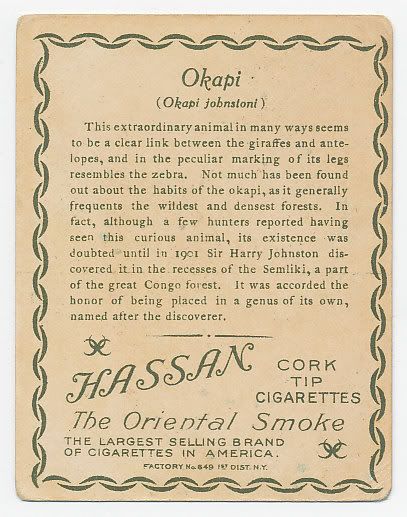 Okapi
(Okapi johnstoni)
This extraordinary animal in many ways seems
to be a clear link between the giraffes and ante-
lopes, and in the peculiar marking of its legs
resembles the zebra. Not much has been found
out about the habits of the okapi, as it generally
frequents the wildest and densest forests. In
fact, although a few hunters reported having
seen this curious animal, its existence was
doubted until in 1901 Sir Harry Johnston dis-
covered it in the recesses of the Semliki, a part
of the great Congo forest. It was accorded the
honor of being placed in a genus of its own,
named after the discoverer.
HASSAN
CORK
TIP
CIGARETTES
The Oriental Smoke
THE LARGEST SELLING BRAND
OF CIGARETTES IN AMERICA.
FACTORY No. 649 1ST DIST. N.Y.